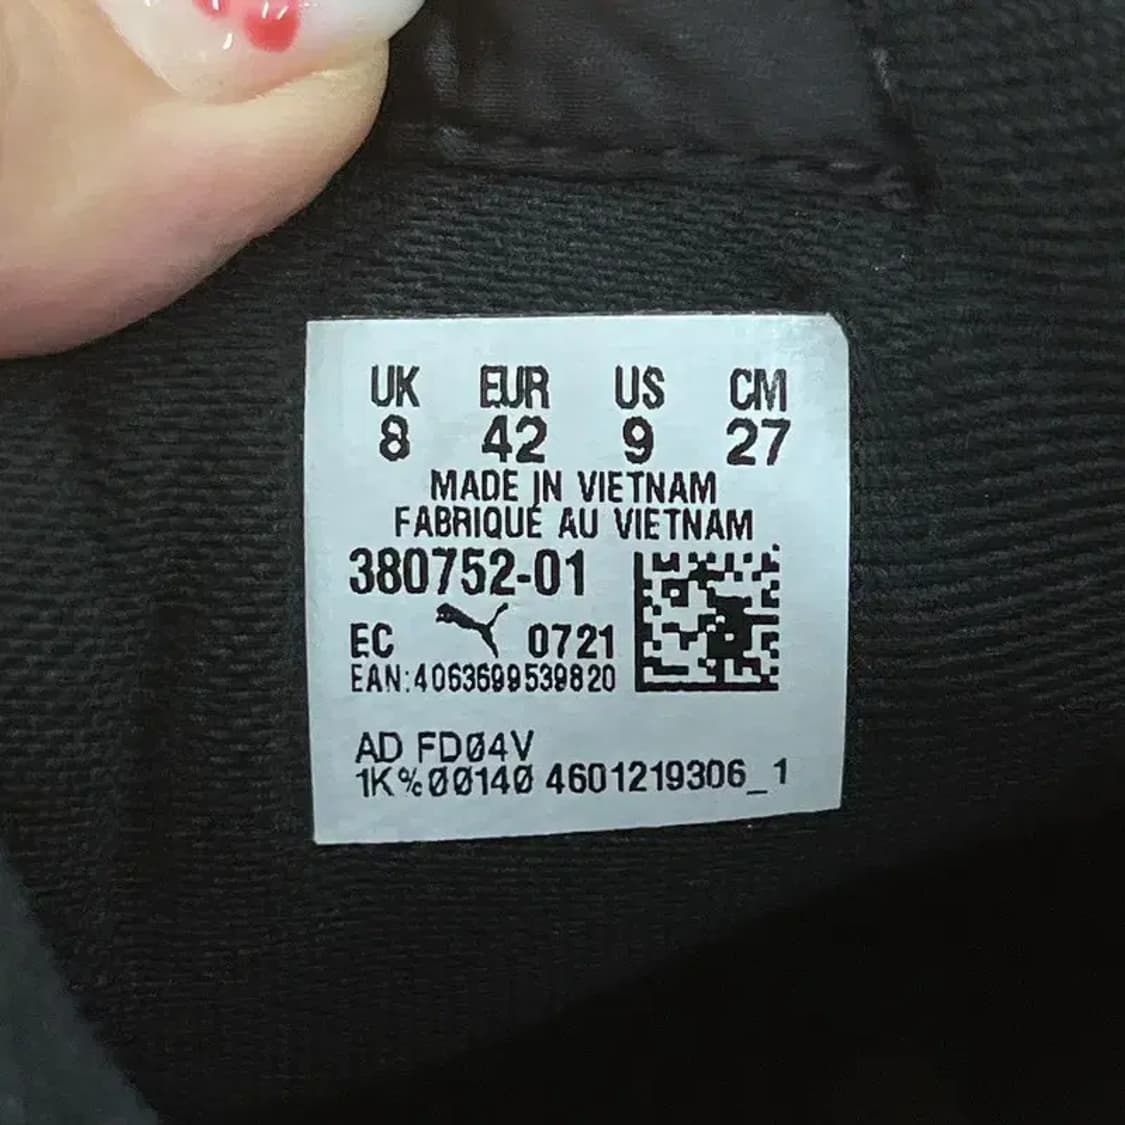 UK EUR US CM
8 42 9 27
MADE IN VIETNAM
FABRIQUÉ AU VIETNAM
380752-01
EC 0721
EAN:4063699539820
AD FD04V
1K%00140 4601219306_1